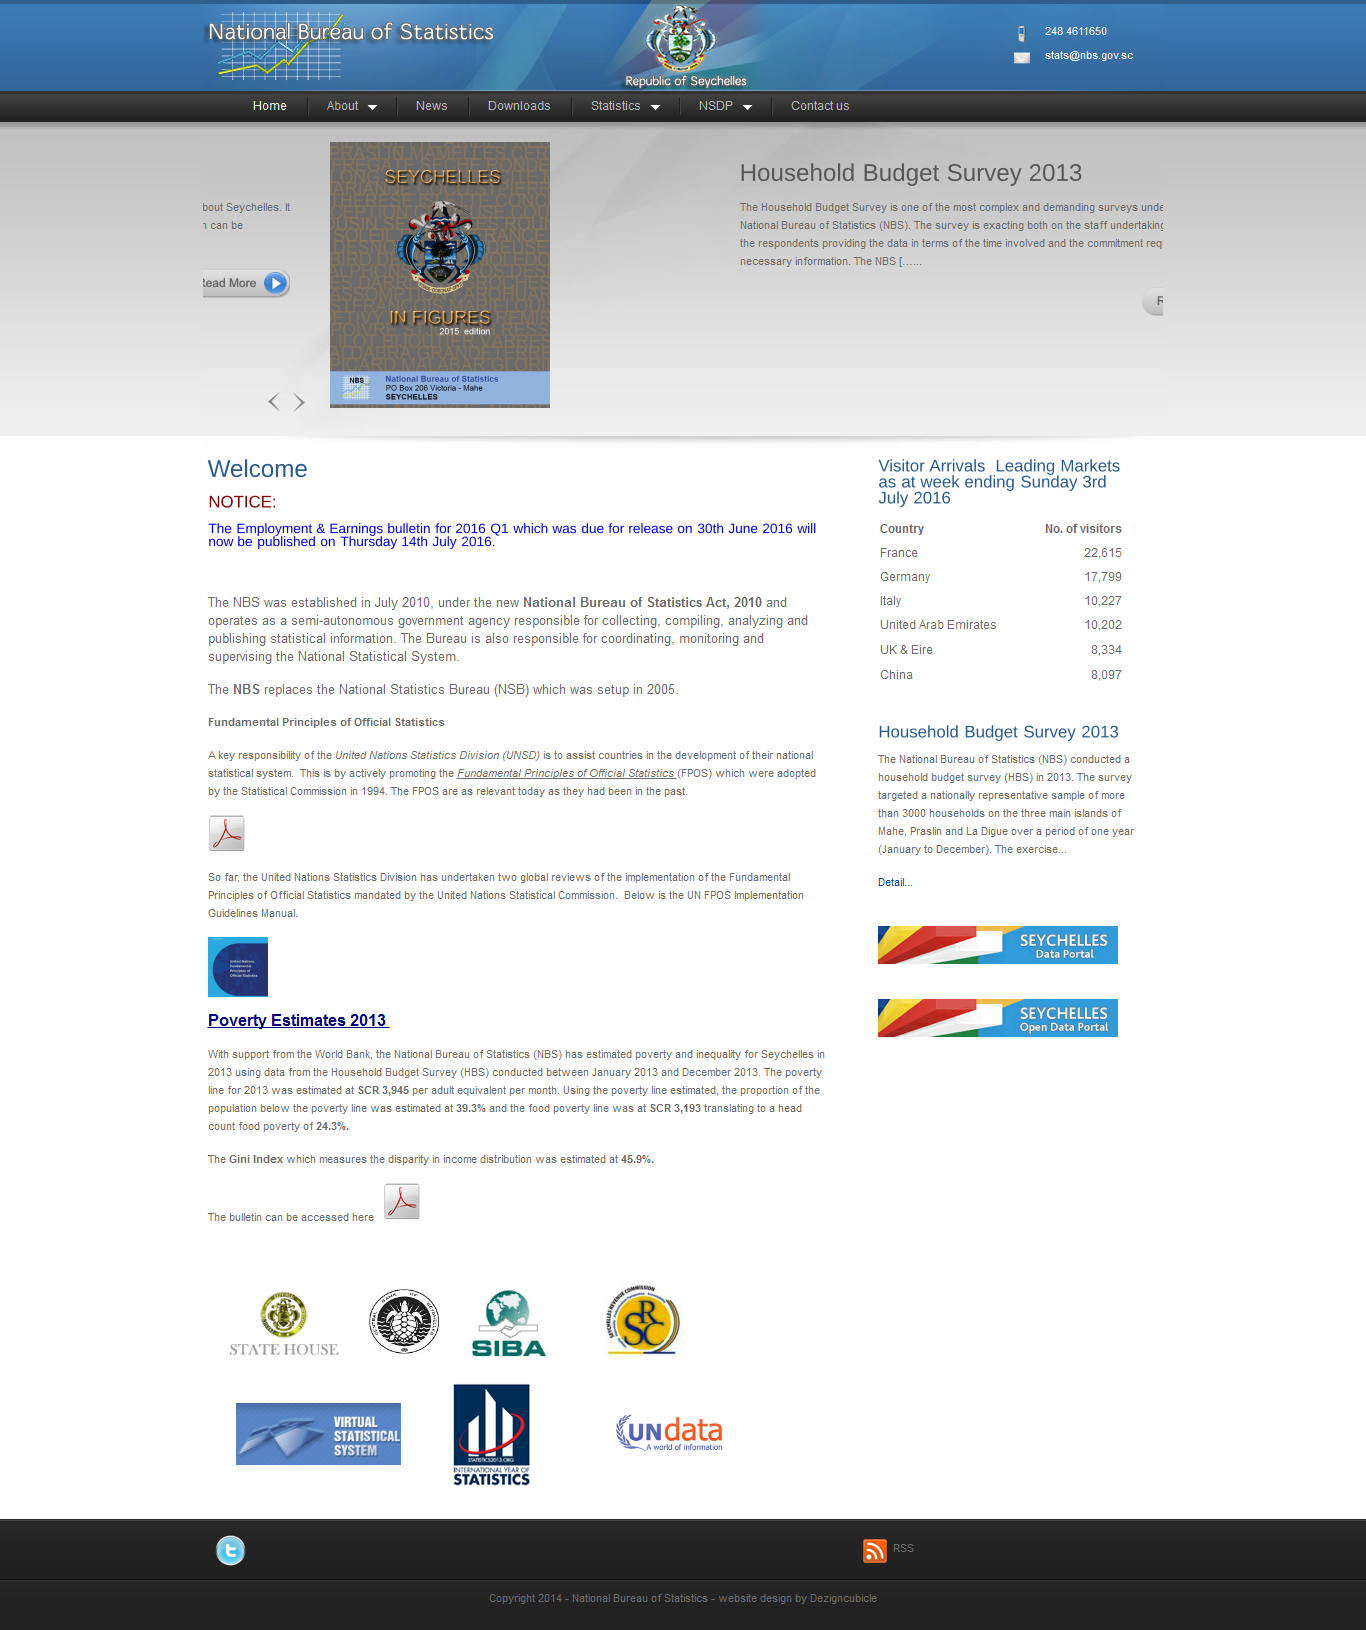 National Bureau of Statistics
Republic of Seychelles
248 4611650
stats@nbs.gov.sc
Home
About
News
Downloads
Statistics
NSDP
Contact us
bout Seychelles. It
can be
Read More
SEYCHELLES
IN FIGURES
2015 edition
NBS
National Bureau of Statistics
PO Box 206 Victoria - Mahe
SEYCHELLES
Household Budget Survey 2013
The Household Budget Survey is one of the most complex and demanding surveys unde
National Bureau of Statistics (NBS). The survey is exacting both on the staff undertaking
the respondents providing the data in terms of the time involved and the commitment req
necessary information. The NBS [……
R
Welcome
NOTICE:
The Employment & Earnings bulletin for 2016 Q1 which was due for release on 30th June 2016 will
now be published on Thursday 14th July 2016.
The NBS was established in July 2010, under the new National Bureau of Statistics Act, 2010 and
operates as a semi-autonomous government agency responsible for collecting, compiling, analyzing and
publishing statistical information. The Bureau is also responsible for coordinating, monitoring and
supervising the National Statistical System.
The NBS replaces the National Statistics Bureau (NSB) which was setup in 2005.
Fundamental Principles of Official Statistics
A key responsibility of the United Nations Statistics Division (UNSD) is to assist countries in the development of their national
statistical system.  This is by actively promoting the Fundamental Principles of Official Statistics (FPOS) which were adopted
by the Statistical Commission in 1994. The FPOS are as relevant today as they had been in the past.
So far, the United Nations Statistics Division has undertaken two global reviews of the implementation of the Fundamental
Principles of Official Statistics mandated by the United Nations Statistical Commission.  Below is the UN FPOS Implementation
Guidelines Manual.
United Nations
Fundamental
Principles of
Official Statistics
Poverty Estimates 2013
With support from the World Bank, the National Bureau of Statistics (NBS) has estimated poverty and inequality for Seychelles in
2013 using data from the Household Budget Survey (HBS) conducted between January 2013 and December 2013. The poverty
line for 2013 was estimated at SCR 3,945 per adult equivalent per month. Using the poverty line estimated, the proportion of the
population below the poverty line was estimated at 39.3% and the food poverty line was at SCR 3,193 translating to a head
count food poverty of 24.3%.
The Gini Index which measures the disparity in income distribution was estimated at 45.9%.
The bulletin can be accessed here
Visitor Arrivals  Leading Markets
as at week ending Sunday 3rd
July 2016
Country No. of visitors
France 22,615
Germany 17,799
Italy 10,227
United Arab Emirates 10,202
UK & Eire 8,334
China 8,097
Household Budget Survey 2013
The National Bureau of Statistics (NBS) conducted a
household budget survey (HBS) in 2013. The survey
targeted a nationally representative sample of more
than 3000 households on the three main islands of
Mahe, Praslin and La Digue over a period of one year
(January to December). The exercise...
Detail...
SEYCHELLES
Data Portal
SEYCHELLES
Open Data Portal
STATE HOUSE
CENTRAL BANK OF SEYCHELLES
SIBA
SEYCHELLES REVENUE COMMISSION
SRC
VIRTUAL
STATISTICAL
SYSTEM
STATISTICS2013.ORG
INTERNATIONAL YEAR OF
STATISTICS
UNdata
A world of information
RSS
Copyright 2014 - National Bureau of Statistics - website design by Dezigncubicle